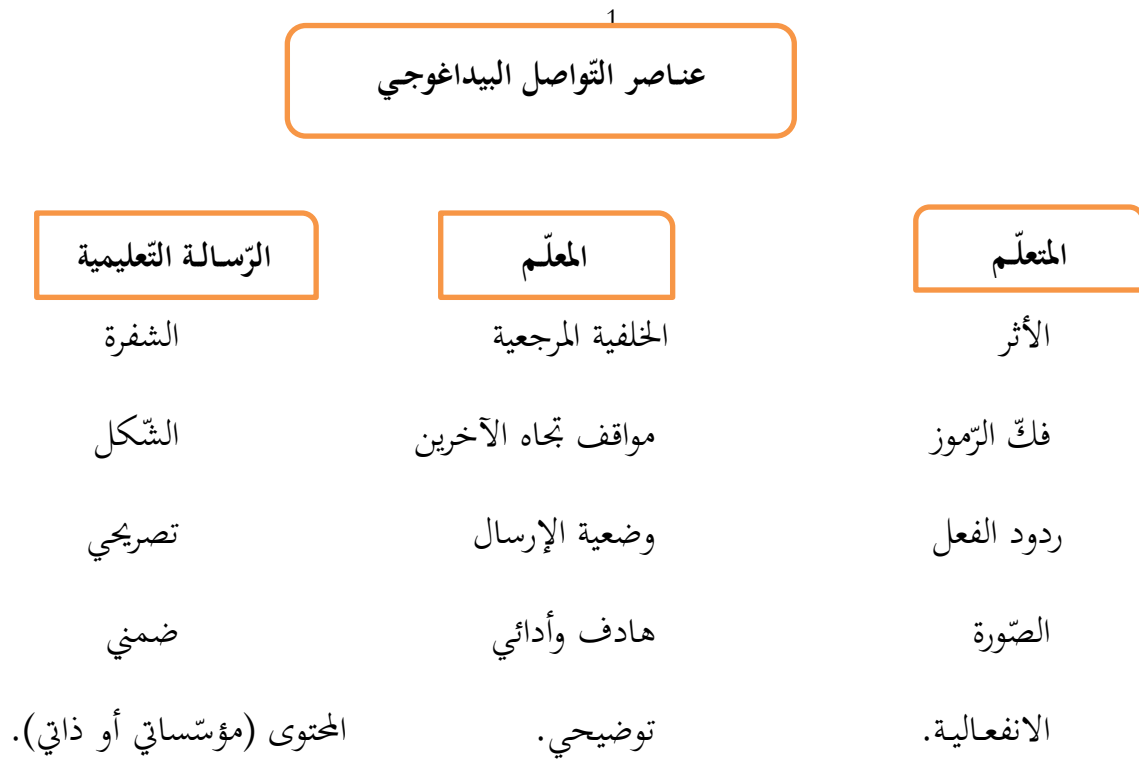 1
عناصر التّواصل البيداغوجي
المتعلّم
المعلّم
الرّسالة التّعليمية
الأثر
الخلفية المرجعية
الشفرة
فكّ الرّموز
مواقف تجاه الآخرين
الشّكل
ردود الفعل
وضعية الإرسال
تصريحي
الصّورة
هادف وأدائي
ضمني
الانفعالية.
توضيحي.
المحتوى (مؤسّساتي أو ذاتي).